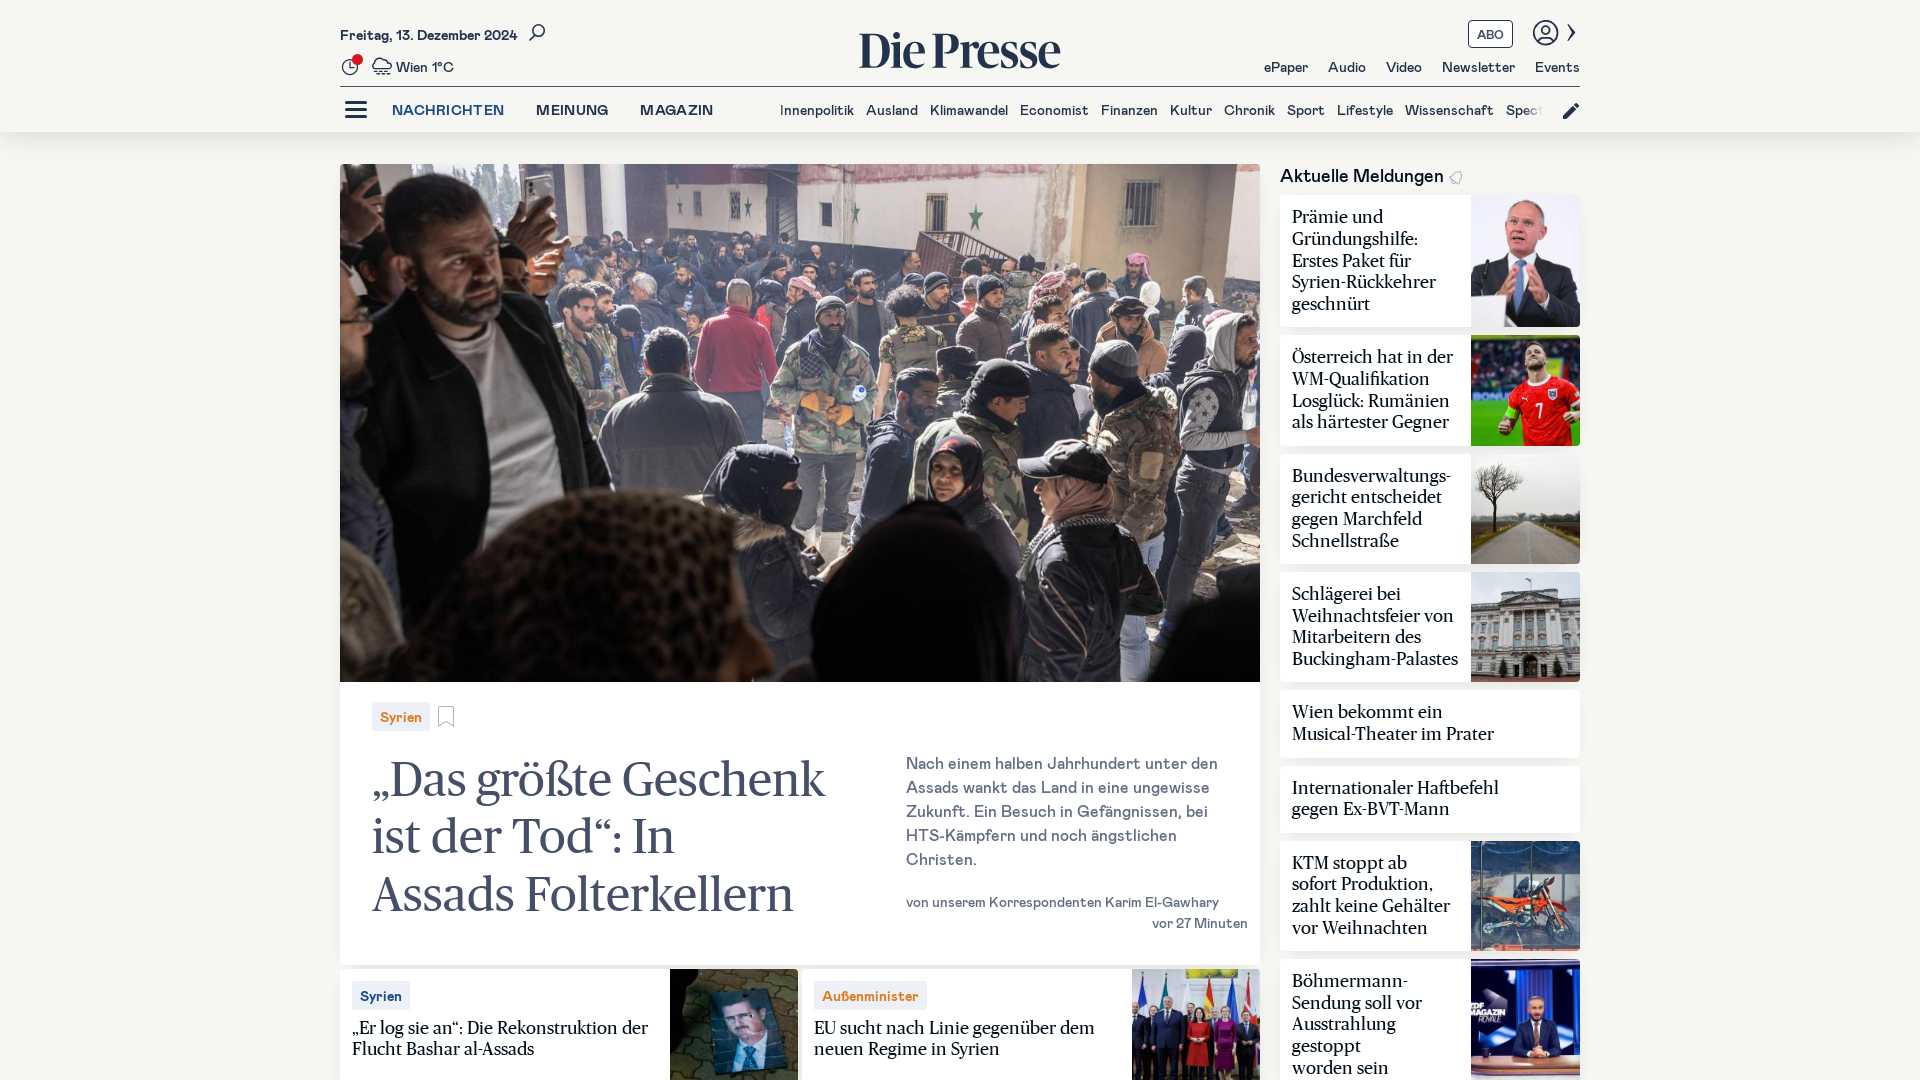 Freitag, 13. Dezember 2024
Wien 1°C
Die Presse
ABO
ePaper Audio Video Newsletter Events
NACHRICHTEN MEINUNG MAGAZIN
Innenpolitik Ausland Klimawandel Economist Finanzen Kultur Chronik Sport Lifestyle Wissenschaft Spect
Syrien
„Das größte Geschenk
ist der Tod“: In
Assads Folterkellern
Nach einem halben Jahrhundert unter den
Assads wankt das Land in eine ungewisse
Zukunft. Ein Besuch in Gefängnissen, bei
HTS-Kämpfern und noch ängstlichen
Christen.
von unserem Korrespondenten Karim El-Gawhary
vor 27 Minuten
Syrien
„Er log sie an“: Die Rekonstruktion der
Flucht Bashar al-Assads
Außenminister
EU sucht nach Linie gegenüber dem
neuen Regime in Syrien
Aktuelle Meldungen
Prämie und
Gründungshilfe:
Erstes Paket für
Syrien-Rückkehrer
geschnürt
Österreich hat in der
WM-Qualifikation
Losglück: Rumänien
als härtester Gegner
7
Bundesverwaltungs-
gericht entscheidet
gegen Marchfeld
Schnellstraße
Schlägerei bei
Weihnachtsfeier von
Mitarbeitern des
Buckingham-Palastes
Wien bekommt ein
Musical-Theater im Prater
Internationaler Haftbefehl
gegen Ex-BVT-Mann
KTM stoppt ab
sofort Produktion,
zahlt keine Gehälter
vor Weihnachten
Böhmermann-
Sendung soll vor
Ausstrahlung
gestoppt
worden sein
ZDF
MAGAZIN
ROYALE